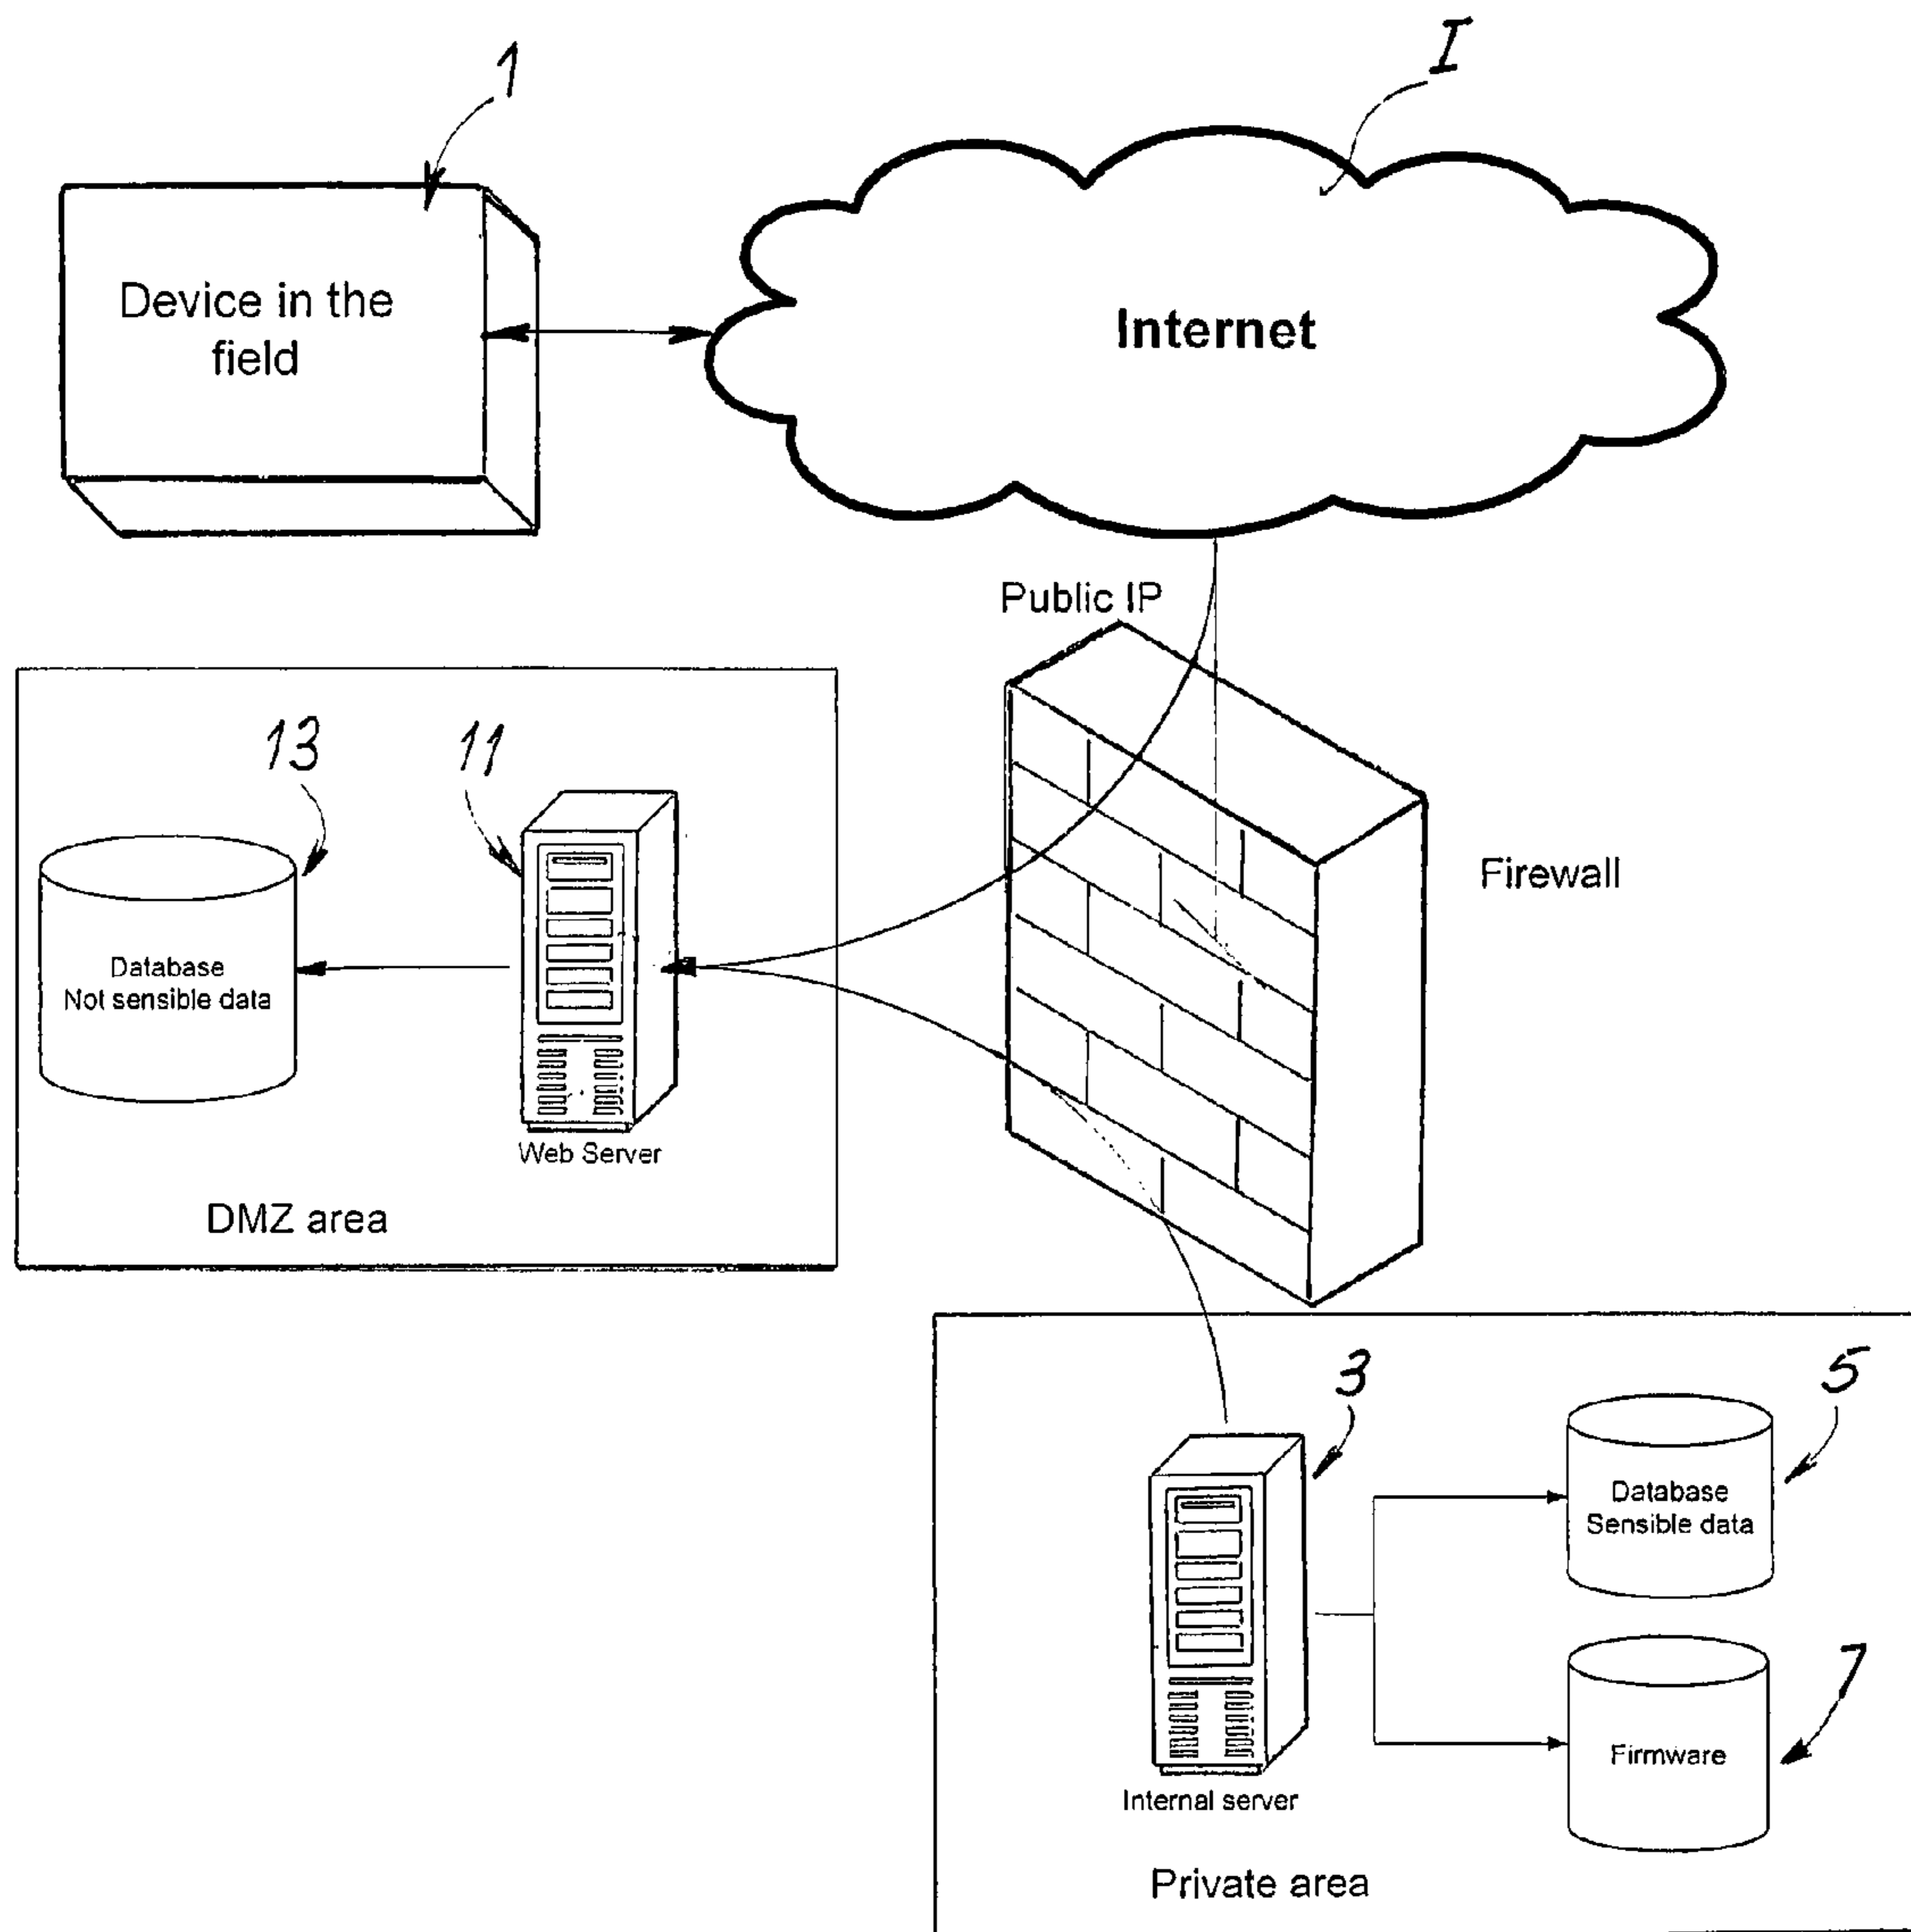 1
I
Device in the
field
Internet
Public IP
Firewall
13
11
Database
Not sensible data
Web Server
DMZ area
3
5
Database
Sensible data
7
Firmware
Internal server
Private area